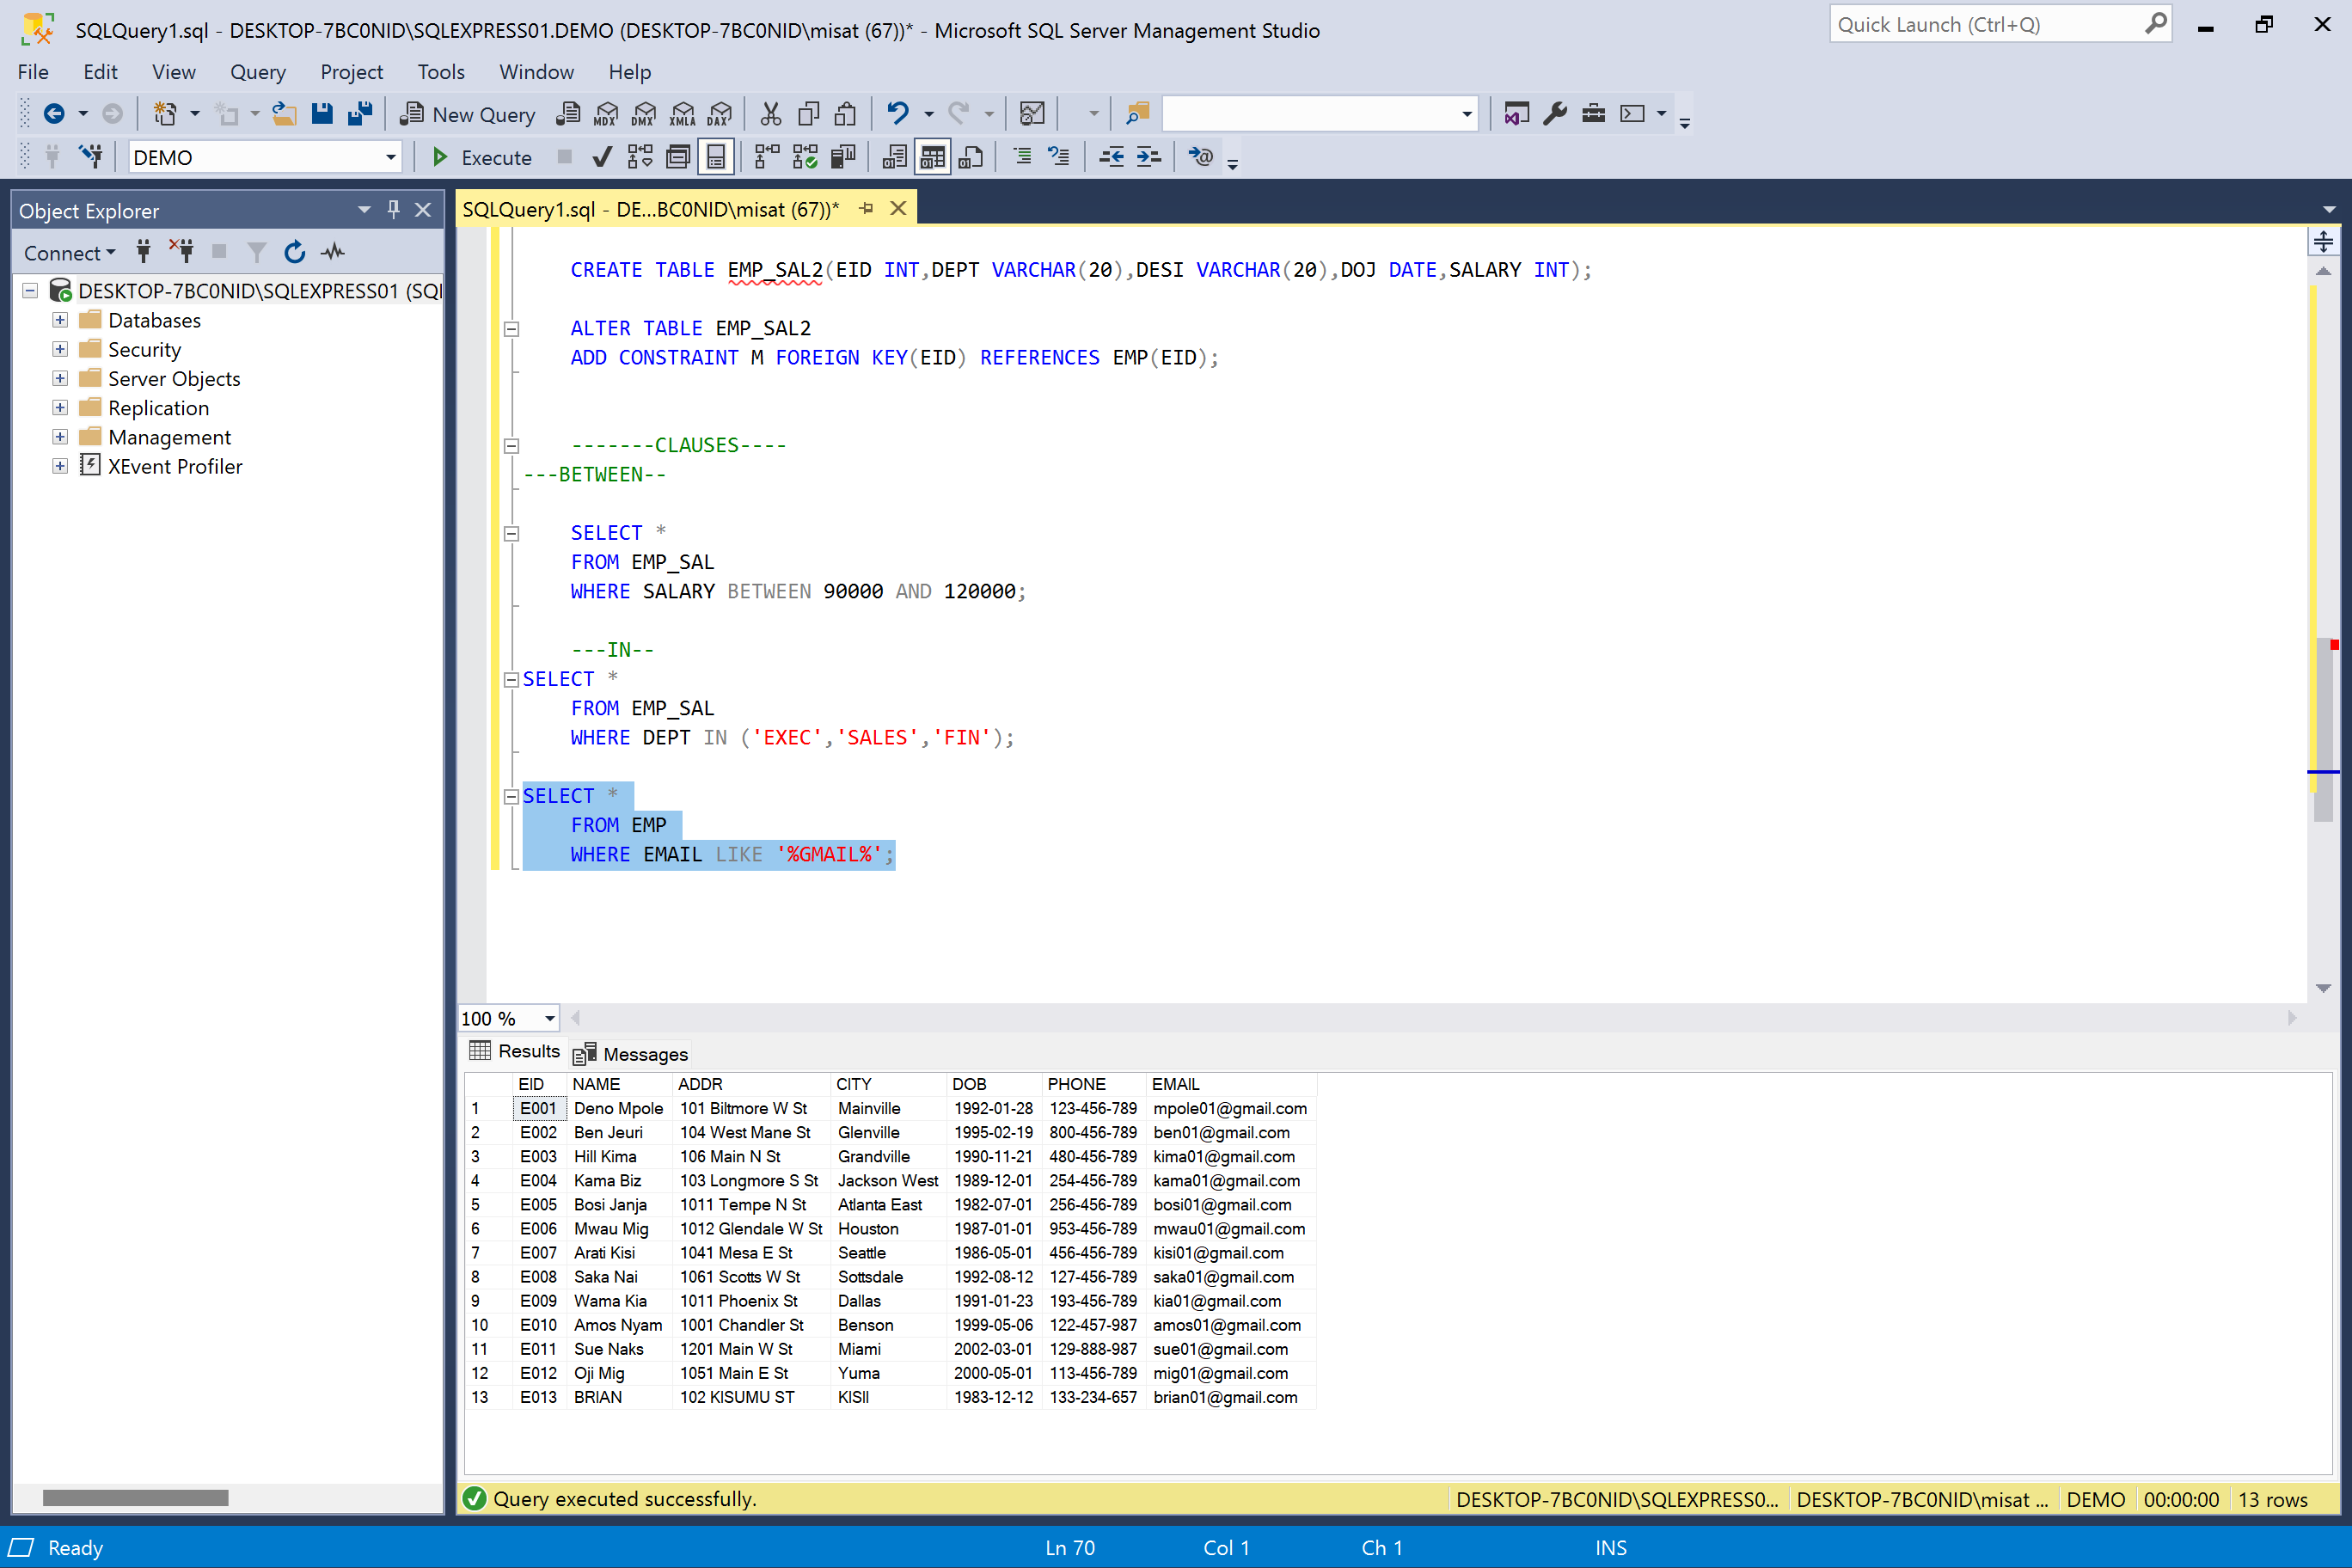 SQLQuery1.sql - DESKTOP-7BC0NID\SQLEXPRESS01.DEMO (DESKTOP-7BC0NID\misat (67))* - Microsoft SQL Server Management Studio
Quick Launch (Ctrl+Q)
File Edit View Query Project Tools Window Help
New Query MDX DMX XMLA DAX
DEMO Execute
Object Explorer
Connect
DESKTOP-7BC0NID\SQLEXPRESS01 (SQl
Databases
Security
Server Objects
Replication
Management
XEvent Profiler
SQLQuery1.sql - DE...BC0NID\misat (67))*
CREATE TABLE EMP_SAL2(EID INT,DEPT VARCHAR(20),DESI VARCHAR(20),DOJ DATE,SALARY INT);
ALTER TABLE EMP_SAL2
ADD CONSTRAINT M FOREIGN KEY(EID) REFERENCES EMP(EID);
-------CLAUSES----
---BETWEEN--
SELECT *
FROM EMP_SAL
WHERE SALARY BETWEEN 90000 AND 120000;
---IN--
SELECT *
FROM EMP_SAL
WHERE DEPT IN ('EXEC','SALES','FIN');
SELECT *
FROM EMP
WHERE EMAIL LIKE '%GMAIL%';
100 %
Results Messages
EID NAME ADDR CITY DOB PHONE EMAIL
1 E001 Deno Mpole 101 Biltmore W St Mainville 1992-01-28 123-456-789 mpole01@gmail.com
2 E002 Ben Jeuri 104 West Mane St Glenville 1995-02-19 800-456-789 ben01@gmail.com
3 E003 Hill Kima 106 Main N St Grandville 1990-11-21 480-456-789 kima01@gmail.com
4 E004 Kama Biz 103 Longmore S St Jackson West 1989-12-01 254-456-789 kama01@gmail.com
5 E005 Bosi Janja 1011 Tempe N St Atlanta East 1982-07-01 256-456-789 bosi01@gmail.com
6 E006 Mwau Mig 1012 Glendale W St Houston 1987-01-01 953-456-789 mwau01@gmail.com
7 E007 Arati Kisi 1041 Mesa E St Seattle 1986-05-01 456-456-789 kisi01@gmail.com
8 E008 Saka Nai 1061 Scotts W St Sottsdale 1992-08-12 127-456-789 saka01@gmail.com
9 E009 Wama Kia 1011 Phoenix St Dallas 1991-01-23 193-456-789 kia01@gmail.com
10 E010 Amos Nyam 1001 Chandler St Benson 1999-05-06 122-457-987 amos01@gmail.com
11 E011 Sue Naks 1201 Main W St Miami 2002-03-01 129-888-987 sue01@gmail.com
12 E012 Oji Mig 1051 Main E St Yuma 2000-05-01 113-456-789 mig01@gmail.com
13 E013 BRIAN 102 KISUMU ST KISII 1983-12-12 133-234-657 brian01@gmail.com
Query executed successfully. DESKTOP-7BC0NID\SQLEXPRESS0... DESKTOP-7BC0NID\misat ... DEMO 00:00:00 13 rows
Ready Ln 70 Col 1 Ch 1 INS